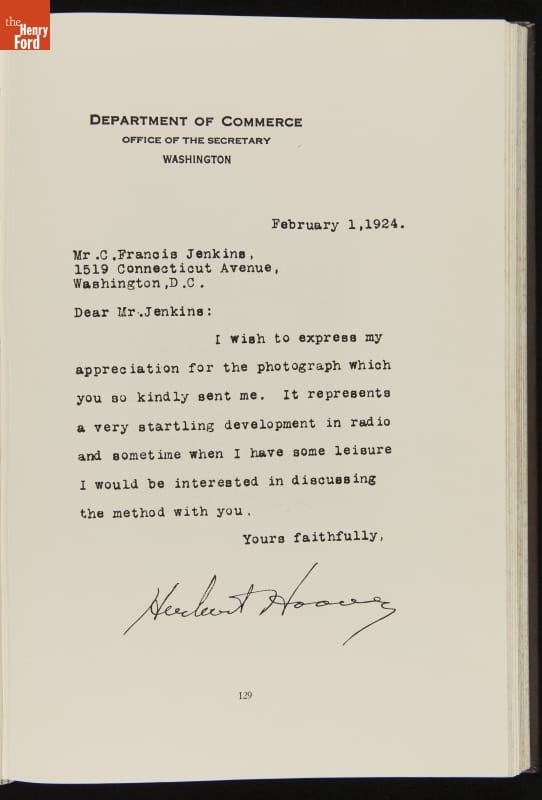 the
Henry
Ford
DEPARTMENT OF COMMERCE
OFFICE OF THE SECRETARY
WASHINGTON
February 1,1924.
Mr.C.Francis Jenkins,
1519 Connecticut Avenue,
Washington,D.C.
Dear Mr.Jenkins:
I wish to express my
appreciation for the photograph which
you so kindly sent me. It represents
a very startling development in radio
and sometime when I have some leisure
I would be interested in discussing
the method with you.
Yours faithfully,
Herbert Hoover
129